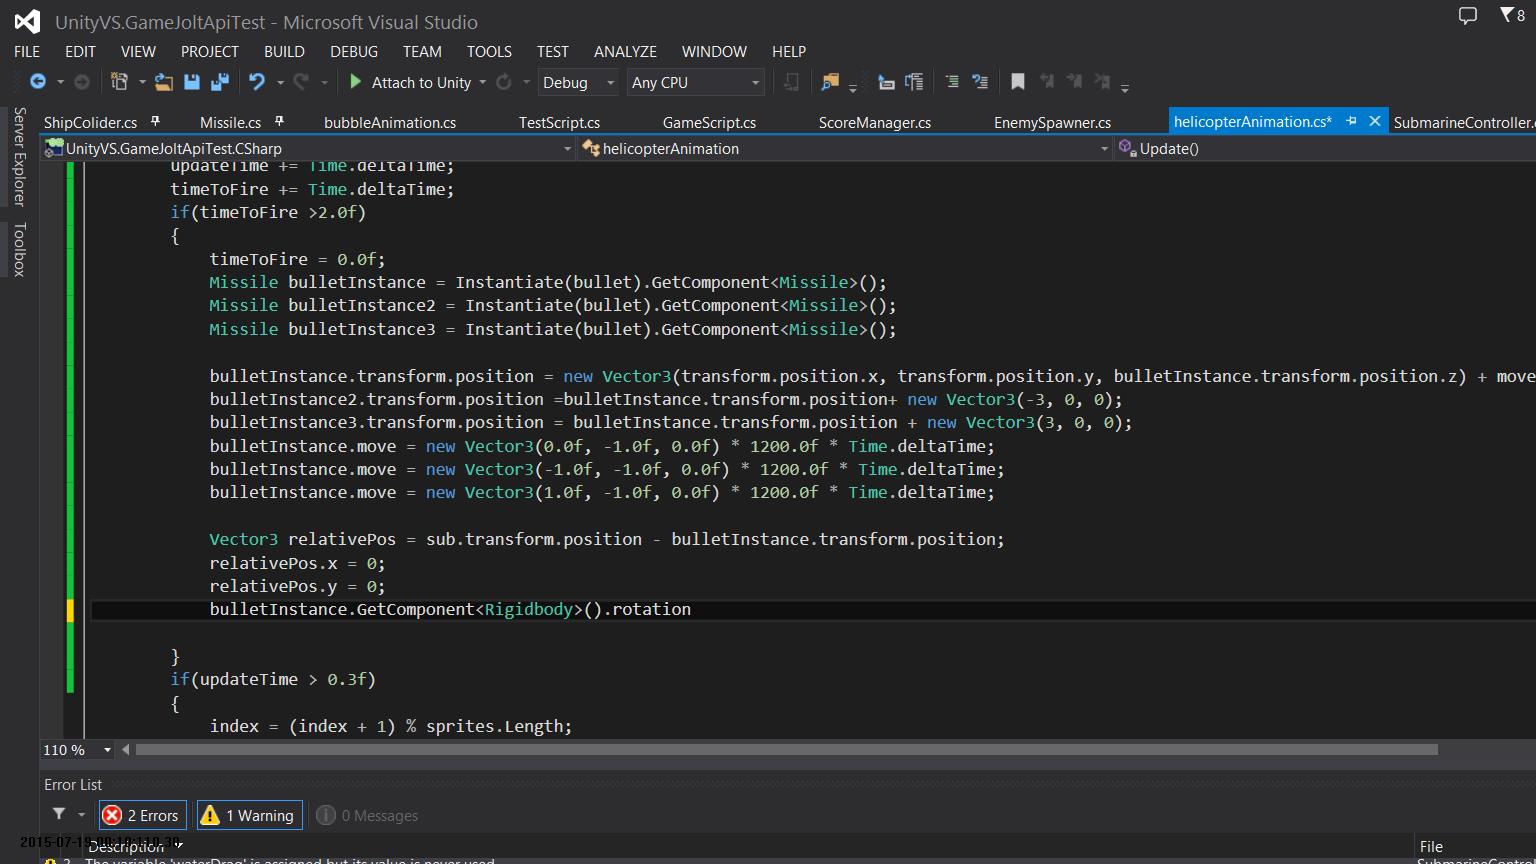 UnityVS.GameJoltApiTest - Microsoft Visual Studio
8
FILE EDIT VIEW PROJECT BUILD DEBUG TEAM TOOLS TEST ANALYZE WINDOW HELP
Attach to Unity Debug Any CPU
Server Explorer
Toolbox
ShipColider.cs Missile.cs bubbleAnimation.cs TestScript.cs GameScript.cs ScoreManager.cs EnemySpawner.cs helicopterAnimation.cs* SubmarineController.
UnityVS.GameJoltApiTest.CSharp helicopterAnimation Update()
updateTime += Time.deltaTime;
timeToFire += Time.deltaTime;
if(timeToFire >2.0f)
{
timeToFire = 0.0f;
Missile bulletInstance = Instantiate(bullet).GetComponent<Missile>();
Missile bulletInstance2 = Instantiate(bullet).GetComponent<Missile>();
Missile bulletInstance3 = Instantiate(bullet).GetComponent<Missile>();
bulletInstance.transform.position = new Vector3(transform.position.x, transform.position.y, bulletInstance.transform.position.z) + move
bulletInstance2.transform.position =bulletInstance.transform.position+ new Vector3(-3, 0, 0);
bulletInstance3.transform.position = bulletInstance.transform.position + new Vector3(3, 0, 0);
bulletInstance.move = new Vector3(0.0f, -1.0f, 0.0f) * 1200.0f * Time.deltaTime;
bulletInstance.move = new Vector3(-1.0f, -1.0f, 0.0f) * 1200.0f * Time.deltaTime;
bulletInstance.move = new Vector3(1.0f, -1.0f, 0.0f) * 1200.0f * Time.deltaTime;
Vector3 relativePos = sub.transform.position - bulletInstance.transform.position;
relativePos.x = 0;
relativePos.y = 0;
bulletInstance.GetComponent<Rigidbody>().rotation
}
if(updateTime > 0.3f)
{
index = (index + 1) % sprites.Length;
110 %
Error List
2 Errors 1 Warning 0 Messages
Description File
The variable 'waterDrag' is assigned but its value is never used